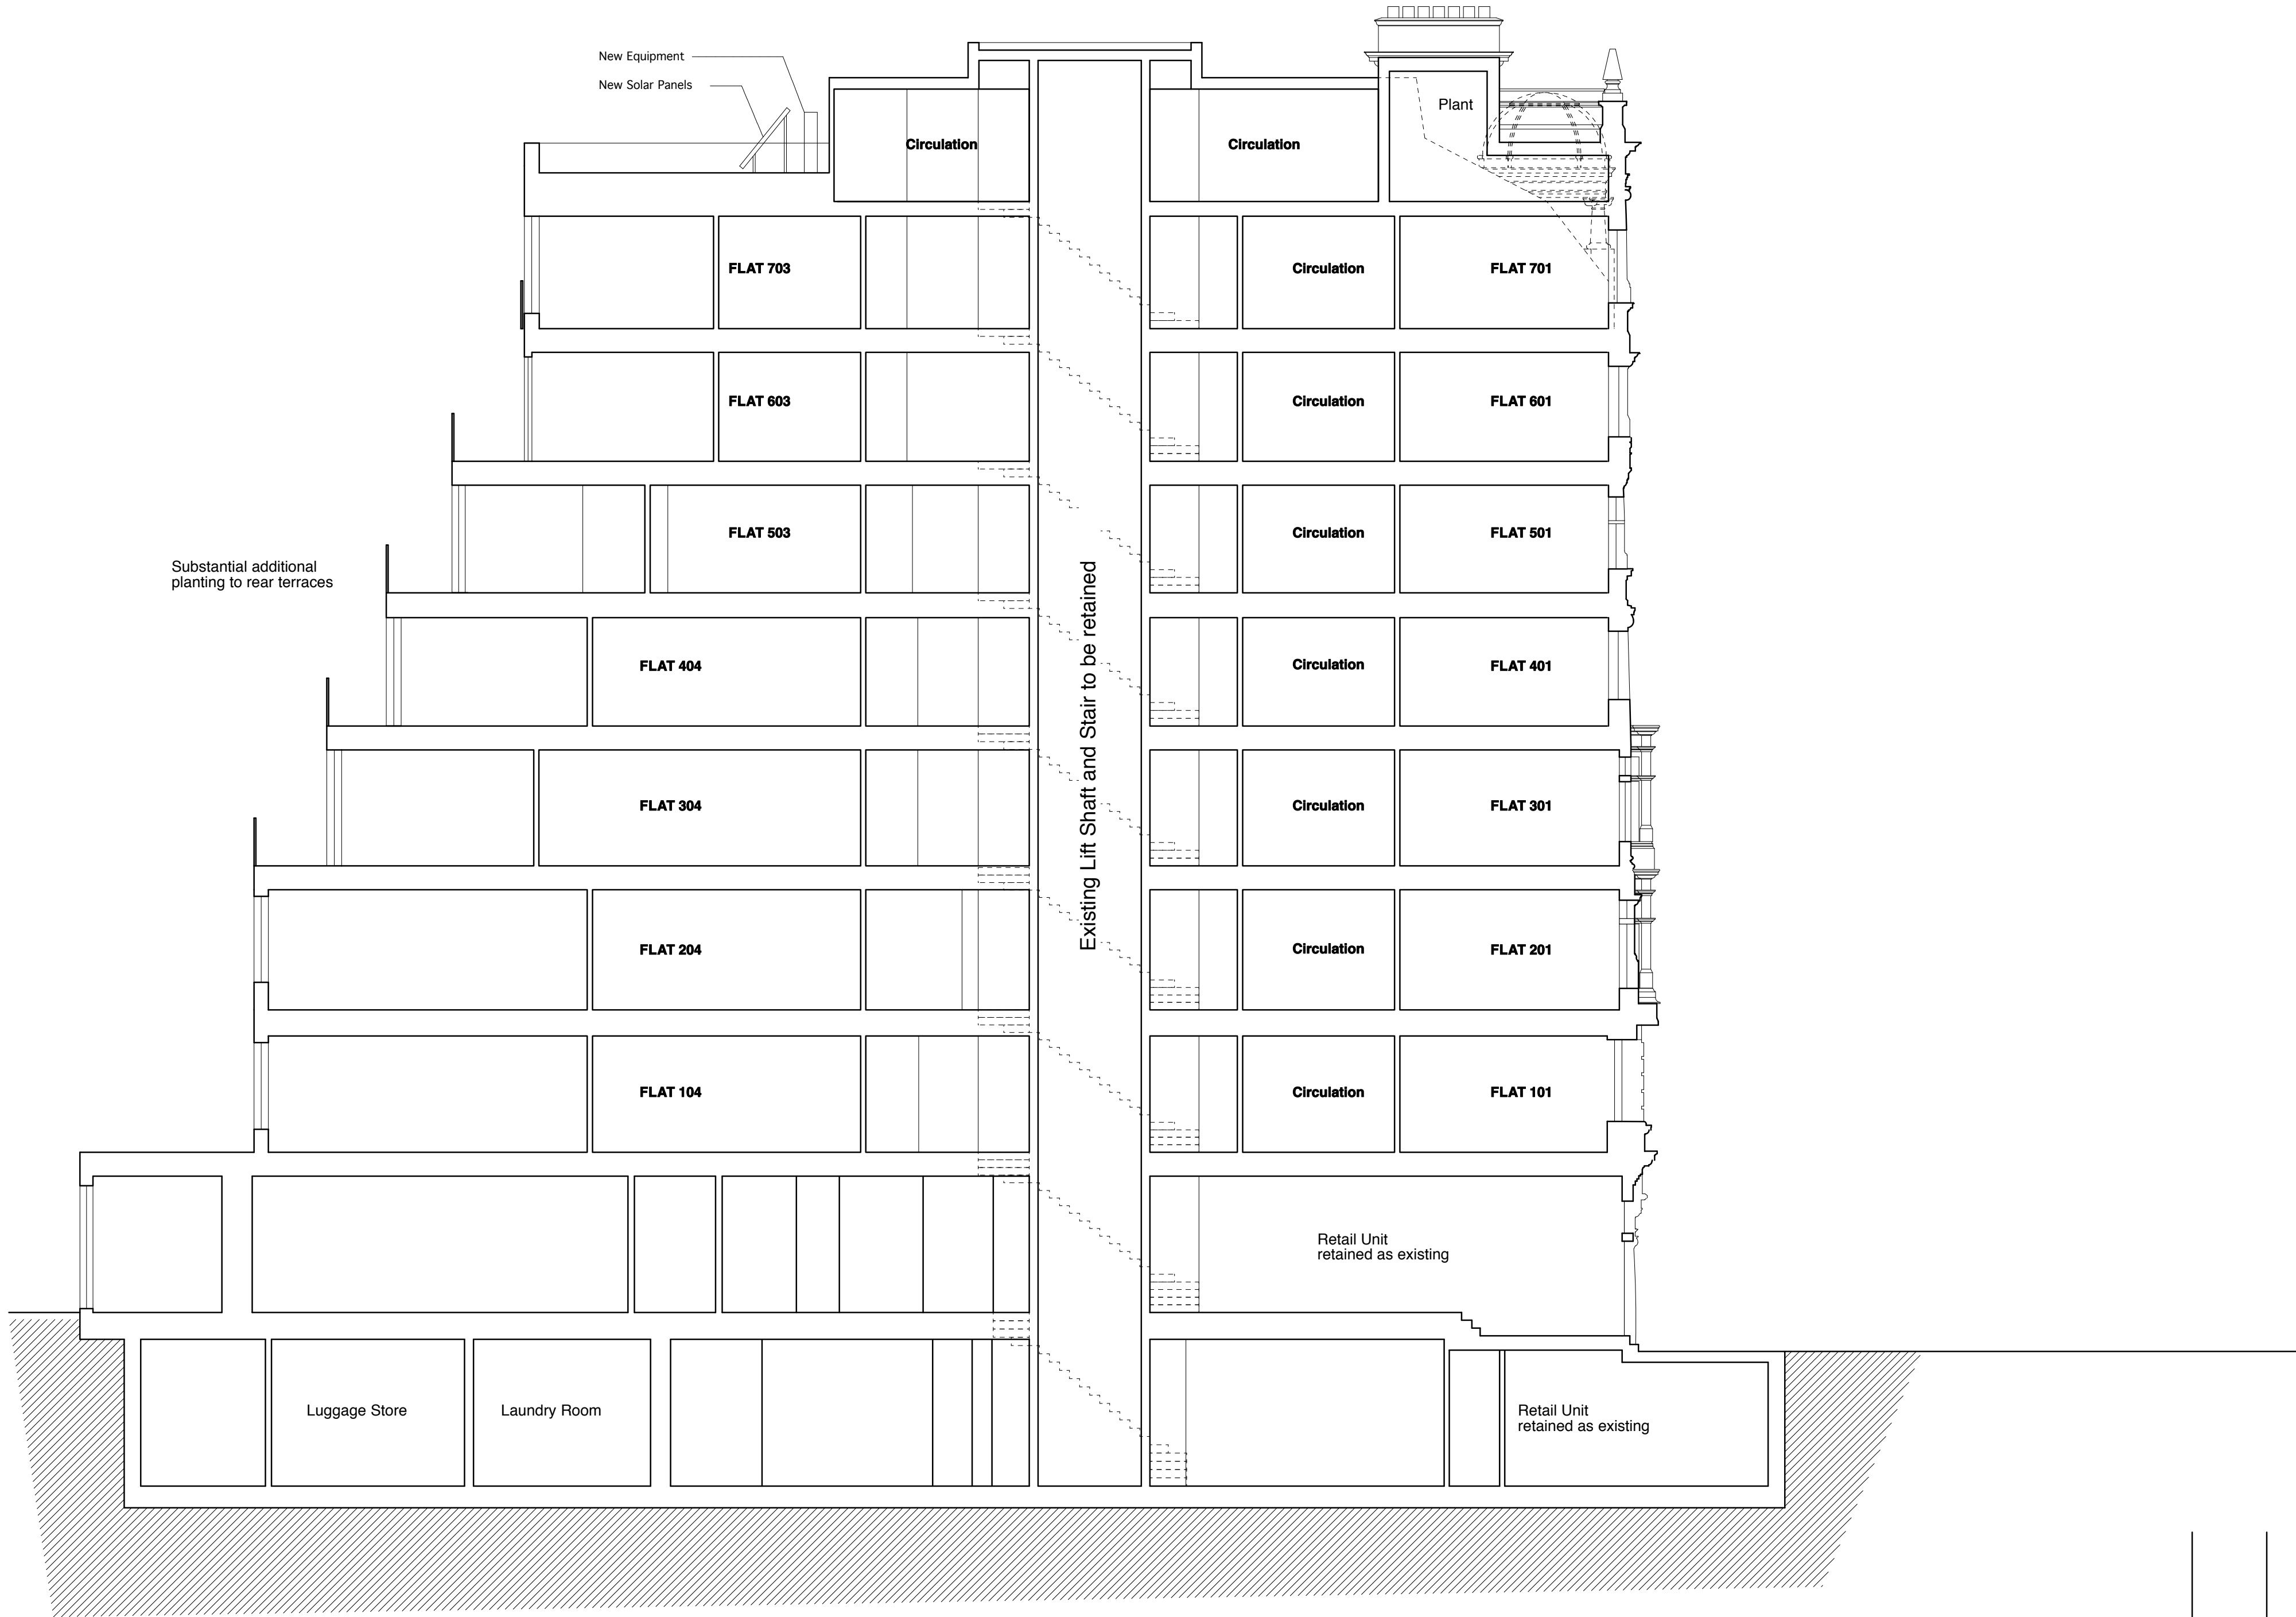 New Equipment
New Solar Panels
Plant
Circulation
Circulation
FLAT 703
Circulation
FLAT 701
FLAT 603
Circulation
FLAT 601
FLAT 503
Circulation
FLAT 501
Substantial additional
planting to rear terraces
Existing Lift Shaft and Stair to be retained
FLAT 404
Circulation
FLAT 401
FLAT 304
Circulation
FLAT 301
FLAT 204
Circulation
FLAT 201
FLAT 104
Circulation
FLAT 101
Retail Unit
retained as existing
Luggage Store
Laundry Room
Retail Unit
retained as existing